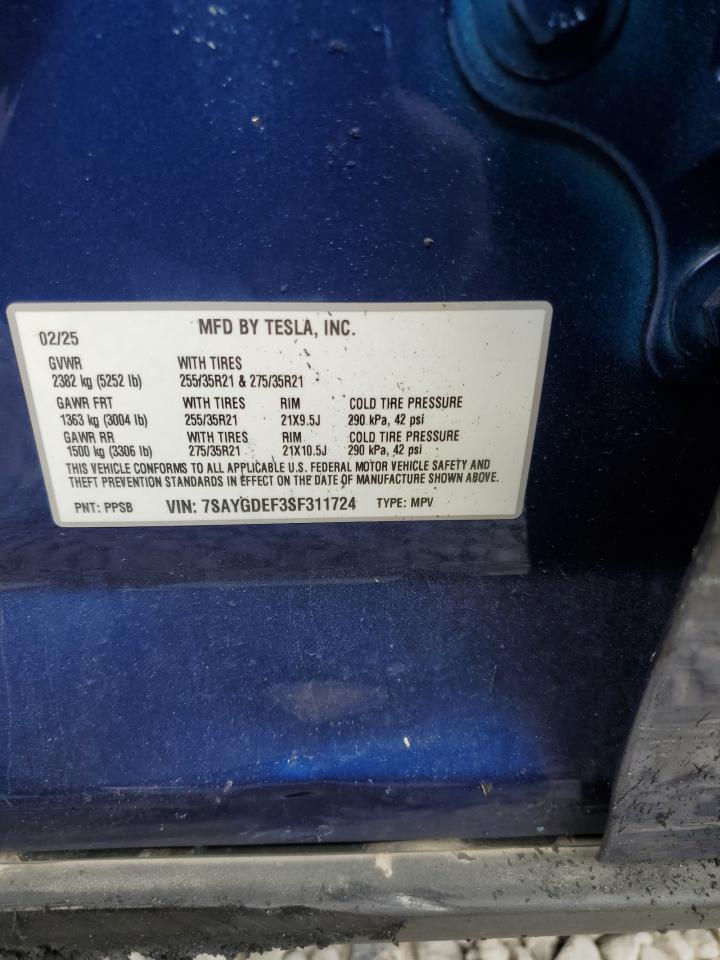 MFD BY TESLA, INC.
02/25
GVWR WITH TIRES
2382 kg (5252 lb) 255/35R21 & 275/35R21
GAWR FRT WITH TIRES RIM COLD TIRE PRESSURE
1363 kg (3004 lb) 255/35R21 21X9.5J 290 kPa, 42 psi
GAWR RR WITH TIRES RIM COLD TIRE PRESSURE
1500 kg (3306 lb) 275/35R21 21X10.5J 290 kPa, 42 psi
THIS VEHICLE CONFORMS TO ALL APPLICABLE U.S. FEDERAL MOTOR VEHICLE SAFETY AND
THEFT PREVENTION STANDARDS IN EFFECT ON THE DATE OF MANUFACTURE SHOWN ABOVE.
PNT: PPSB VIN: 7SAYGDEF3SF311724 TYPE: MPV